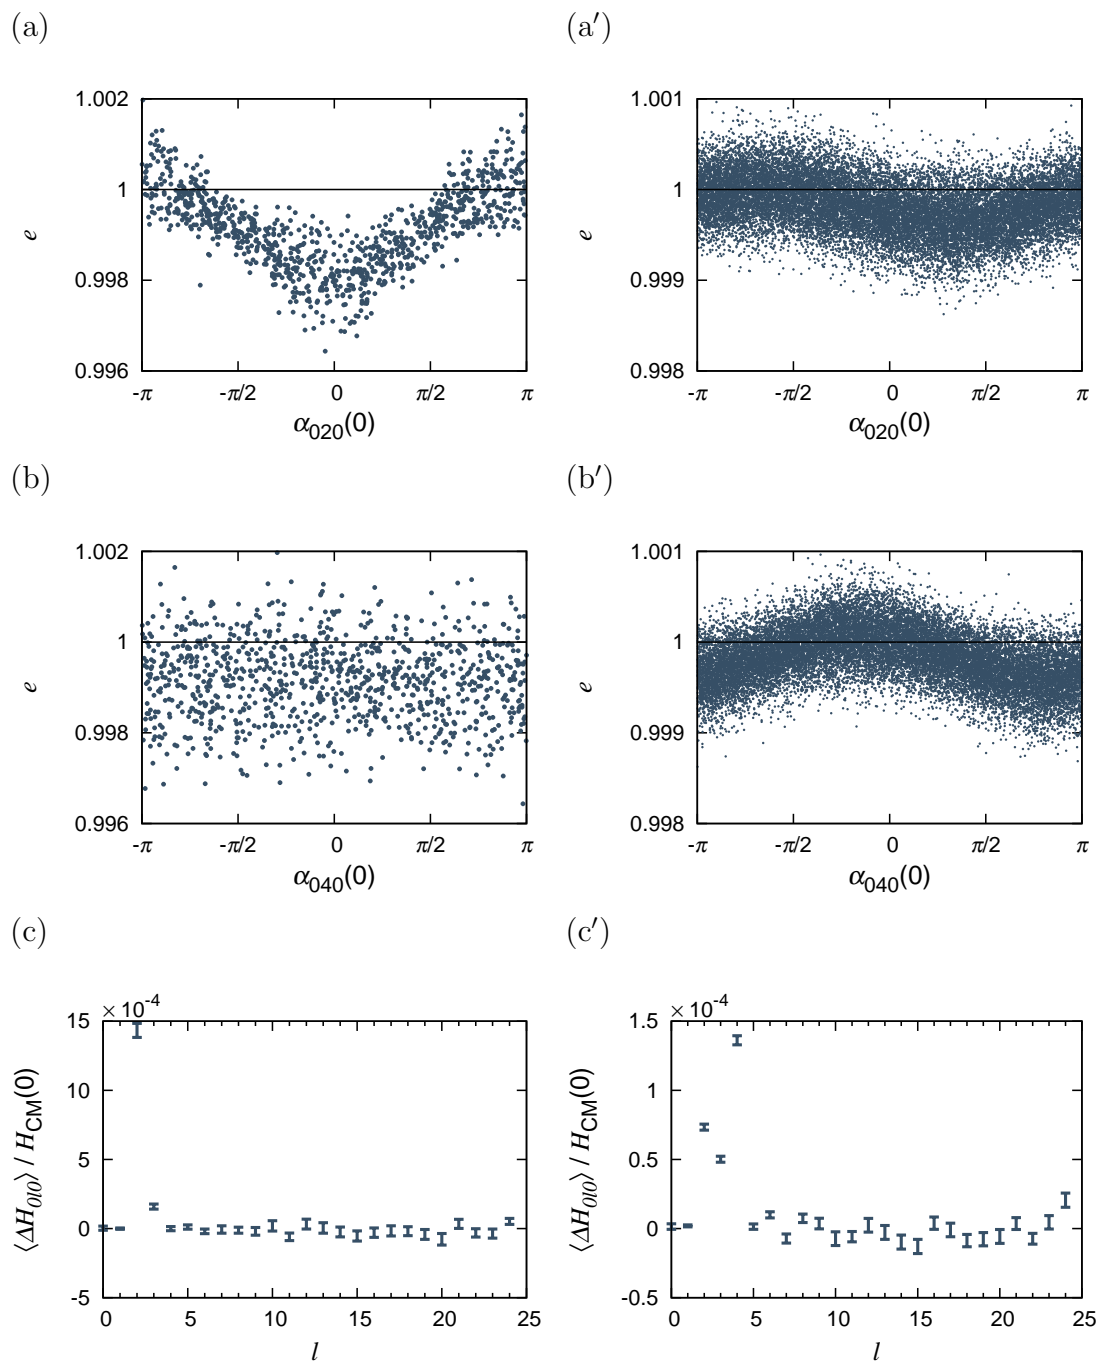 (a)
(a′)
1.002
1
0.998
0.996
e
-π
-π/2
0
π/2
π
α020(0)
1.001
1
0.999
0.998
e
-π
-π/2
0
π/2
π
α020(0)
(b)
(b′)
1.002
1
0.998
0.996
e
-π
-π/2
0
π/2
π
α040(0)
1.001
1
0.999
0.998
e
-π
-π/2
0
π/2
π
α040(0)
(c)
(c′)
× 10-4
15
10
5
0
-5
⟨ΔH0l0⟩ / HCM(0)
0 5 10 15 20 25
l
× 10-4
1.5
1
0.5
0
-0.5
⟨ΔH0l0⟩ / HCM(0)
0 5 10 15 20 25
l